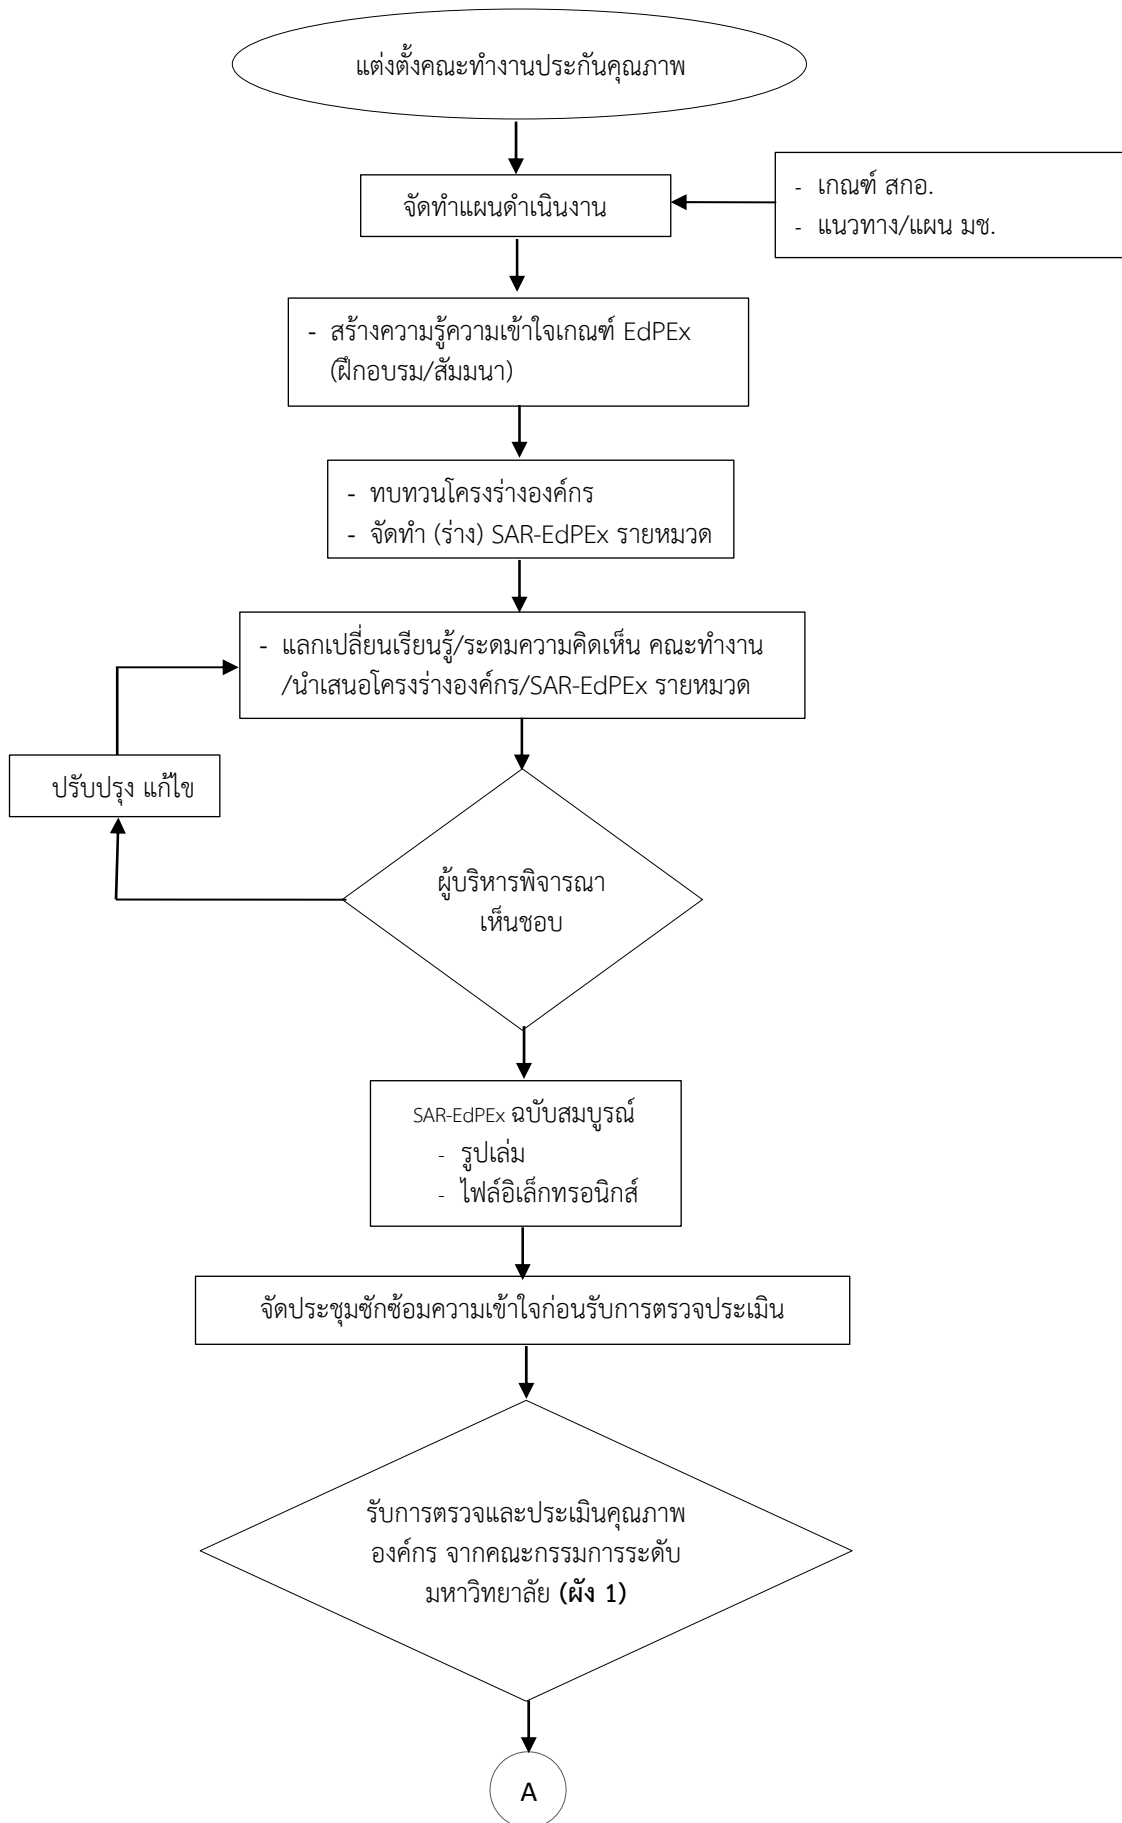 แต่งตั้งคณะทำงานประกันคุณภาพ
จัดทำแผนดำเนินงาน
- เกณฑ์ สกอ.
- แนวทาง/แผน มช.
- สร้างความรู้ความเข้าใจเกณฑ์ EdPEx
(ฝึกอบรม/สัมมนา)
- ทบทวนโครงร่างองค์กร
- จัดทำ (ร่าง) SAR-EdPEx รายหมวด
- แลกเปลี่ยนเรียนรู้/ระดมความคิดเห็น คณะทำงาน
/นำเสนอโครงร่างองค์กร/SAR-EdPEx รายหมวด
ปรับปรุง แก้ไข
ผู้บริหารพิจารณา
เห็นชอบ
SAR-EdPEx ฉบับสมบูรณ์
- รูปเล่ม
- ไฟล์อิเล็กทรอนิกส์
จัดประชุมซักซ้อมความเข้าใจก่อนรับการตรวจประเมิน
รับการตรวจและประเมินคุณภาพ
องค์กร จากคณะกรรมการระดับ
มหาวิทยาลัย (ผัง 1)
A